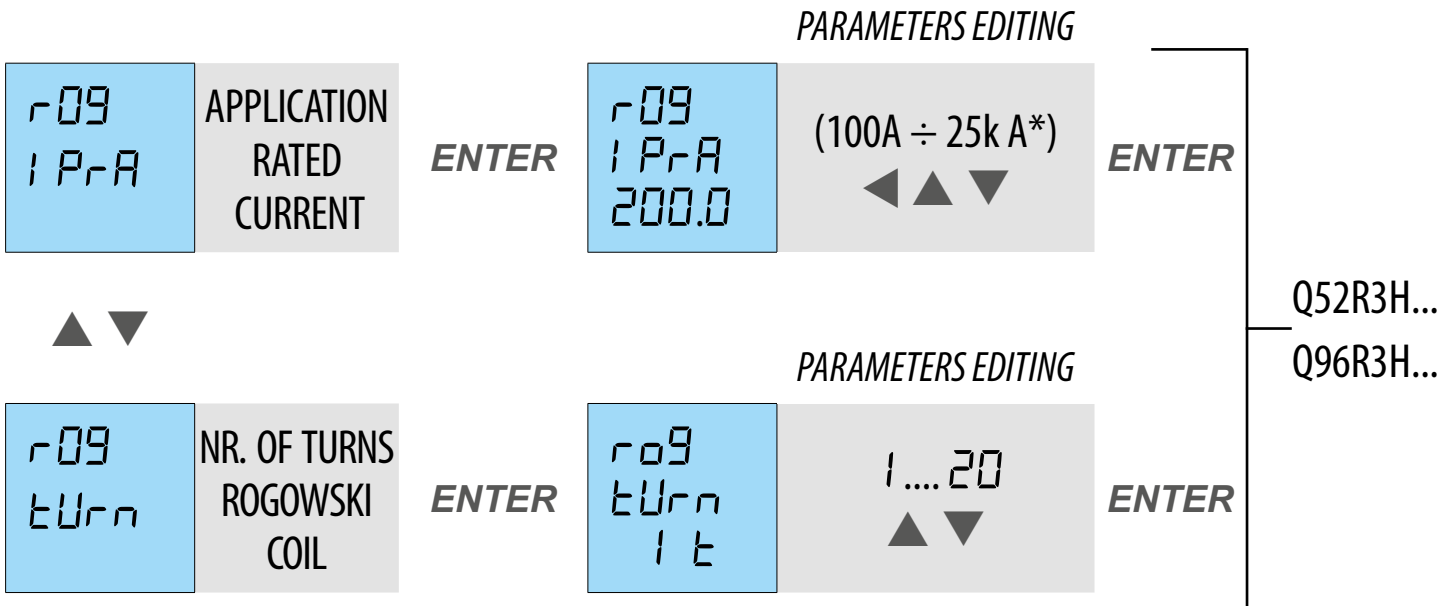 PARAMETERS EDITING
r09
IPrA
APPLICATION
RATED
CURRENT
ENTER
r09
IPrA
200.0
(100A ÷ 25k A*)
◀ ▲ ▼
ENTER
▲ ▼
Q52R3H...
Q96R3H...
PARAMETERS EDITING
r09
tUrn
NR. OF TURNS
ROGOWSKI
COIL
ENTER
ro9
tUrn
1 t
1....20
▲ ▼
ENTER